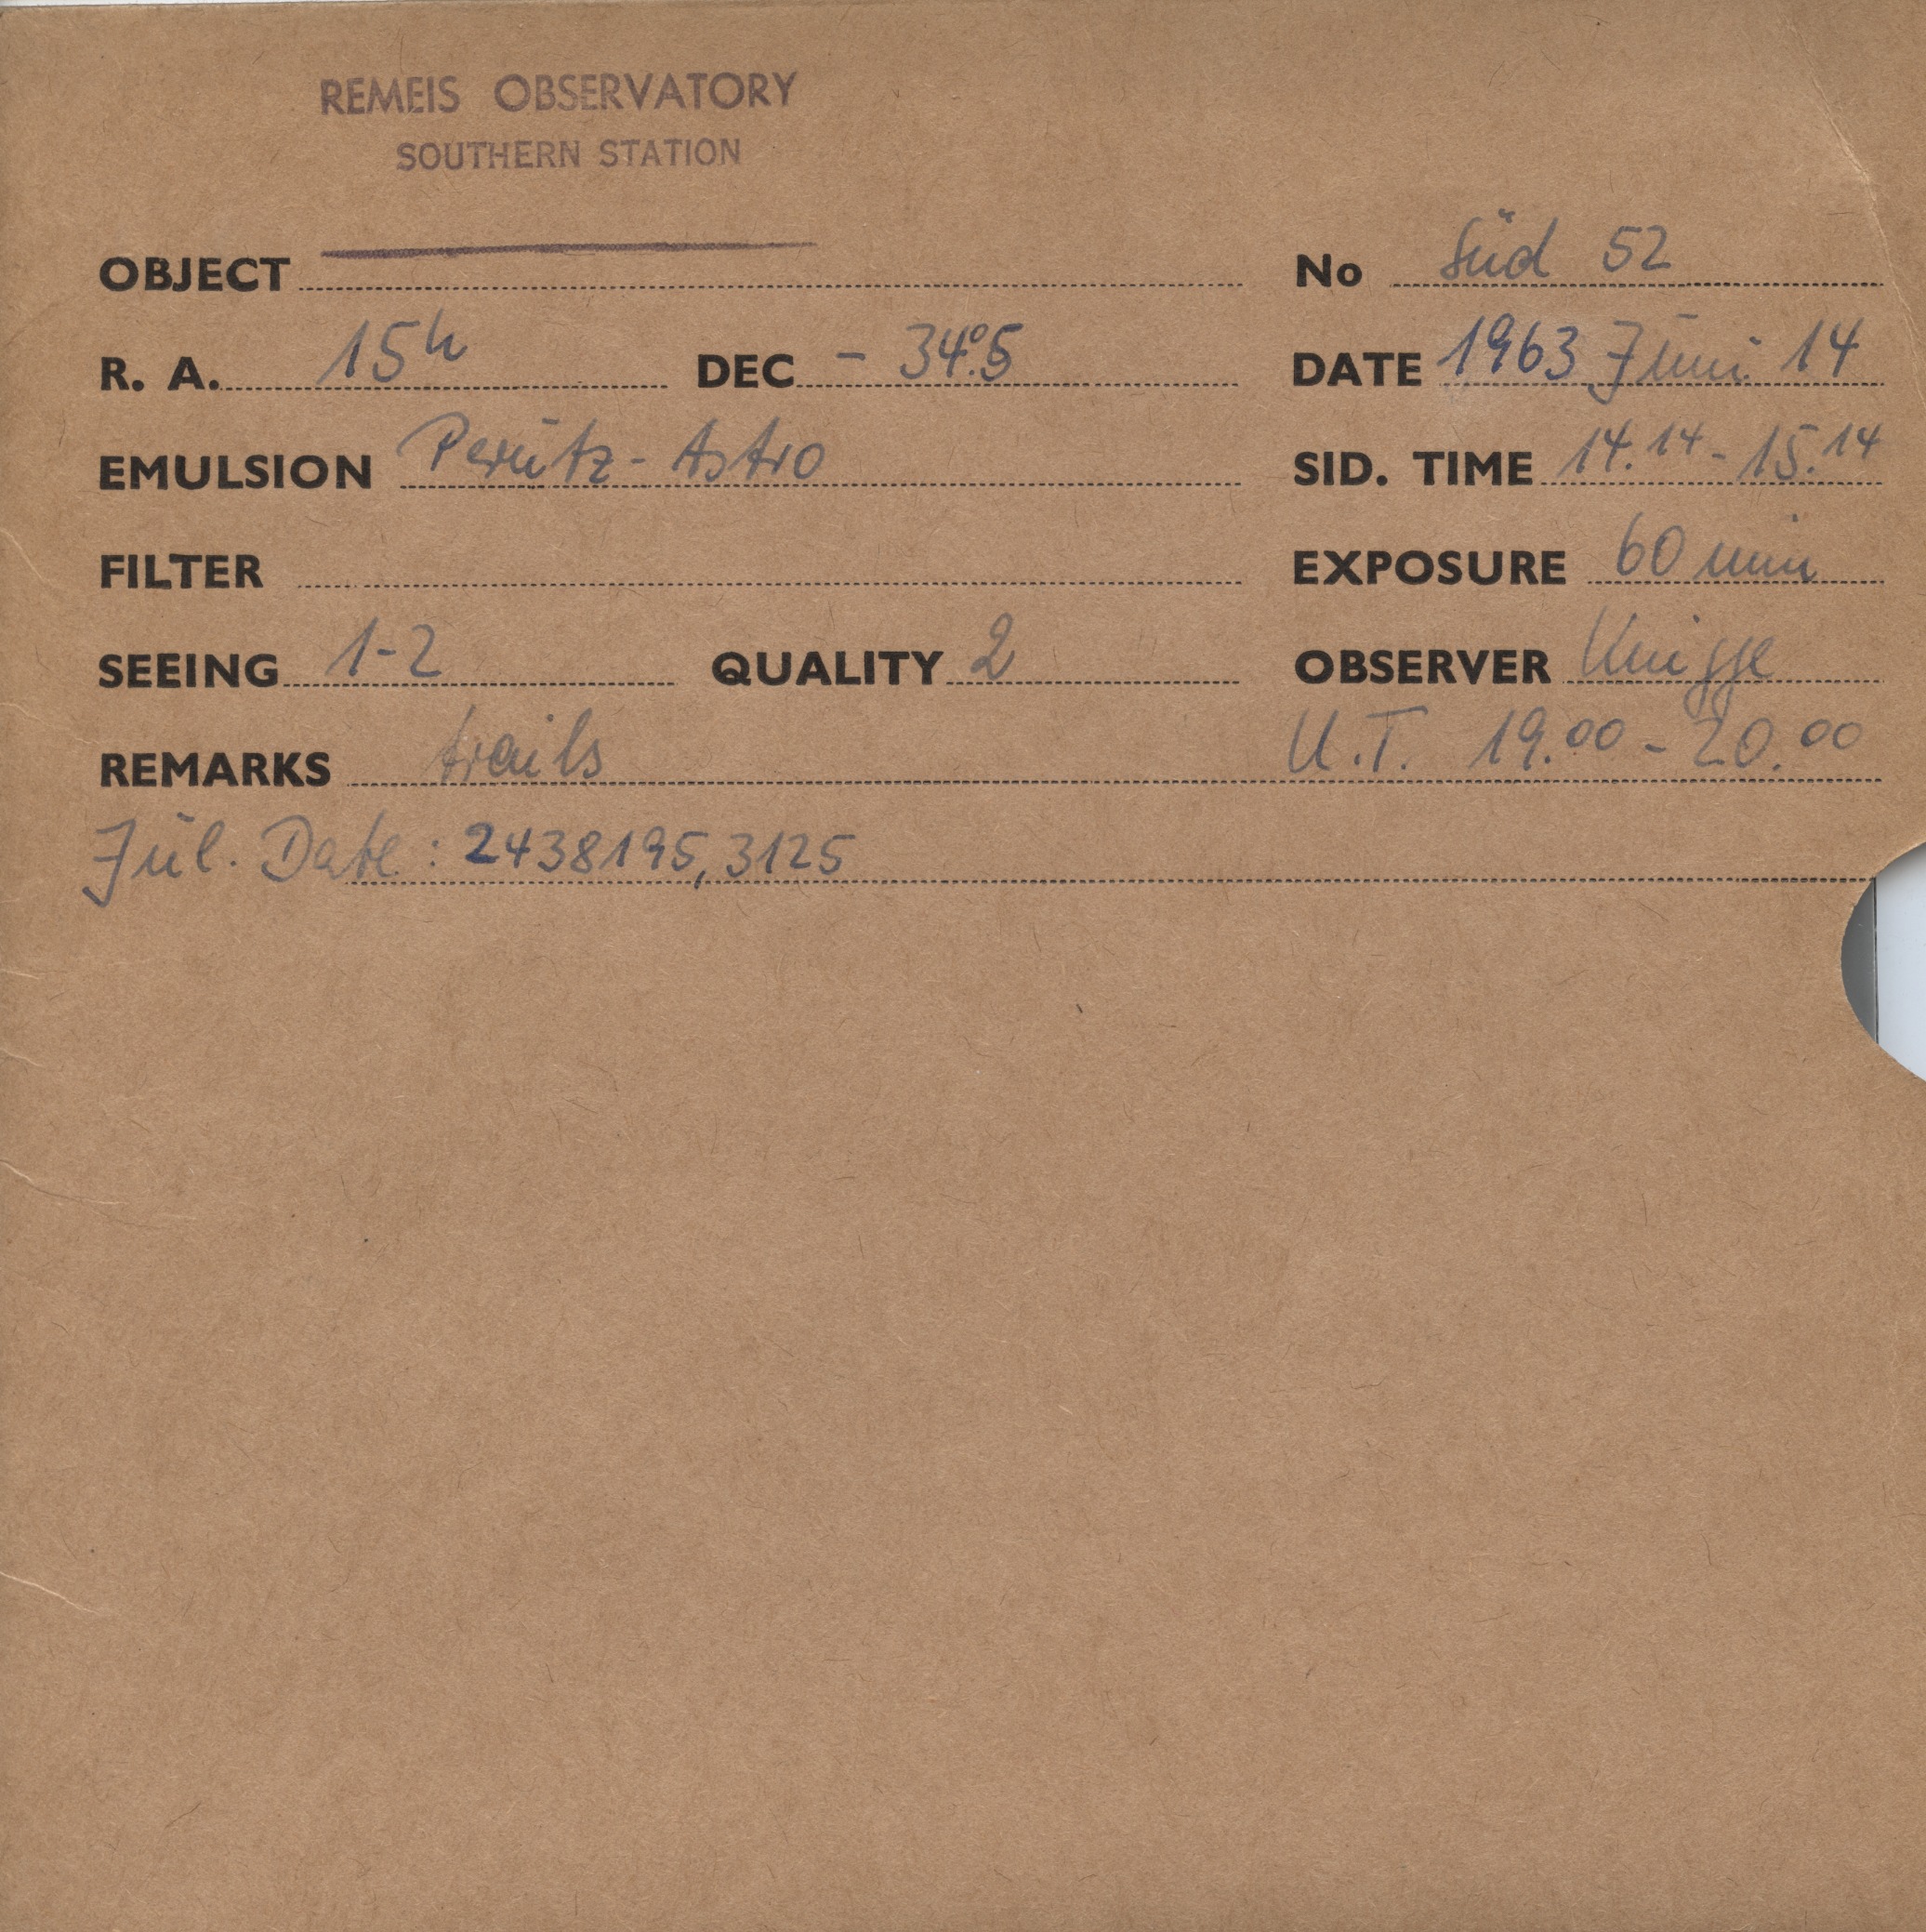 REMEIS OBSERVATORY
SOUTHERN STATION
OBJECT No Süd 52
R. A. 15h DEC - 34°.5 DATE 1963 Juni 14
EMULSION Perutz-Astro SID. TIME 14.14 - 15.14
FILTER EXPOSURE 60 min
SEEING 1-2 QUALITY 2 OBSERVER Knigge
REMARKS trails U.T. 19.00 - 20.00
Jul. Date: 2438195,3125